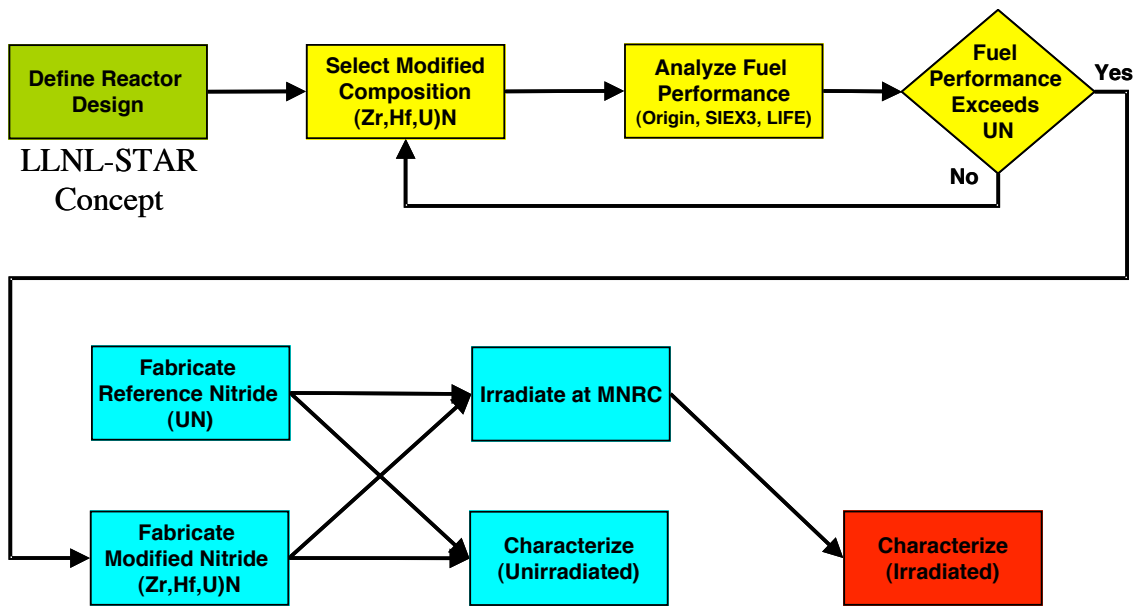 Define Reactor
Design
LLNL-STAR
Concept
Select Modified
Composition
(Zr,Hf,U)N
Analyze Fuel
Performance
(Origin, SIEX3, LIFE)
Fuel
Performance
Exceeds
UN
Yes
No
Fabricate
Reference Nitride
(UN)
Irradiate at MNRC
Fabricate
Modified Nitride
(Zr,Hf,U)N
Characterize
(Unirradiated)
Characterize
(Irradiated)